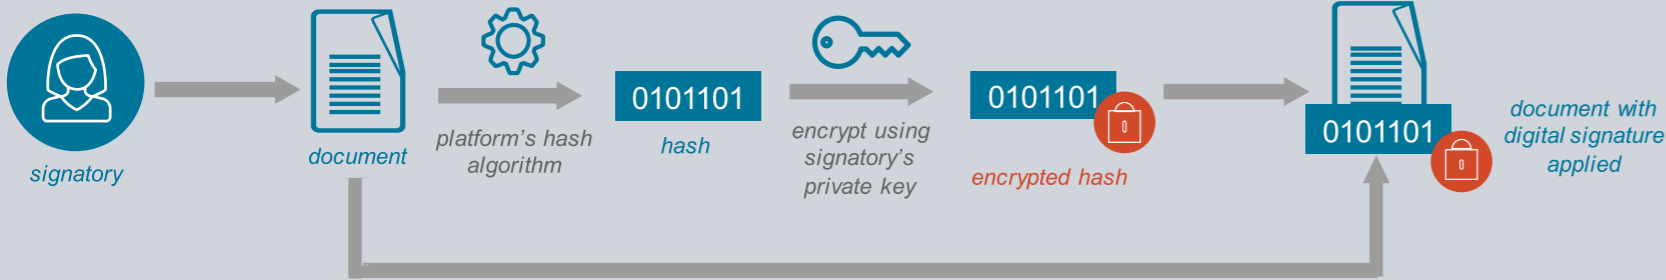 signatory
document
platform's hash
algorithm
0101101
hash
encrypt using
signatory's
private key
0101101
encrypted hash
0101101
document with
digital signature
applied